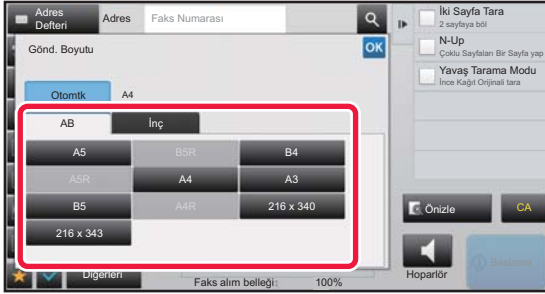 Adres Defteri
Adres
Faks Numarası
Gönd. Boyutu
OK
Otomtk
A4
AB
İnç
A5
B5R
B4
A5R
A4
A3
B5
A4R
216 x 340
216 x 343
Diğerleri
Faks alım belleği: 100%
İki Sayfa Tara
2 sayfaya böl
N-Up
Çoklu Sayfaları Bir Sayfa yap
Yavaş Tarama Modu
İnce Kağıt Orijinali tara
Önizle
CA
Hoparlör
Başlama